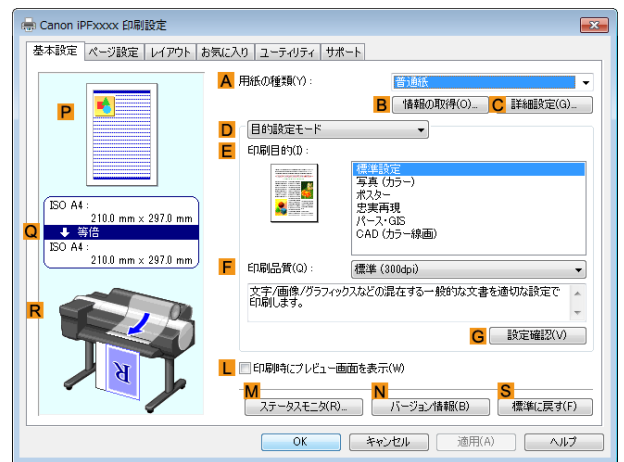 Canon iPFxxxx 印刷設定
基本設定 ページ設定 レイアウト お気に入り ユーティリティ サポート
A 用紙の種類(Y) : 普通紙
B 情報の取得(O)... C 詳細設定(G)...
P
D 目的設定モード
E 印刷目的(I) :
標準設定
写真 (カラー)
ポスター
忠実再現
パース・GIS
CAD (カラー線画)
ISO A4 :
210.0 mm x 297.0 mm
Q 等倍
ISO A4 :
210.0 mm x 297.0 mm
F 印刷品質(Q) : 標準 (300dpi)
文字/画像/グラフィックスなどの混在する一般的な文書を適切な設定で
印刷します。
R
G 設定確認(V)
R
L 印刷時にプレビュー画面を表示(W)
M N S
ステータスモニタ(R)... バージョン情報(B) 標準に戻す(F)
OK キャンセル 適用(A) ヘルプ